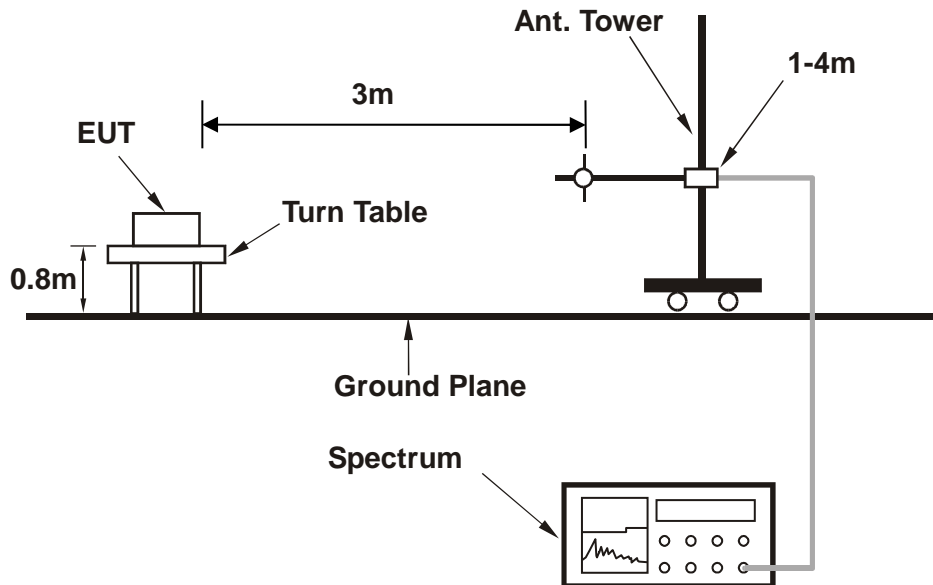 Ant. Tower
1-4m
3m
EUT
Turn Table
0.8m
Ground Plane
Spectrum